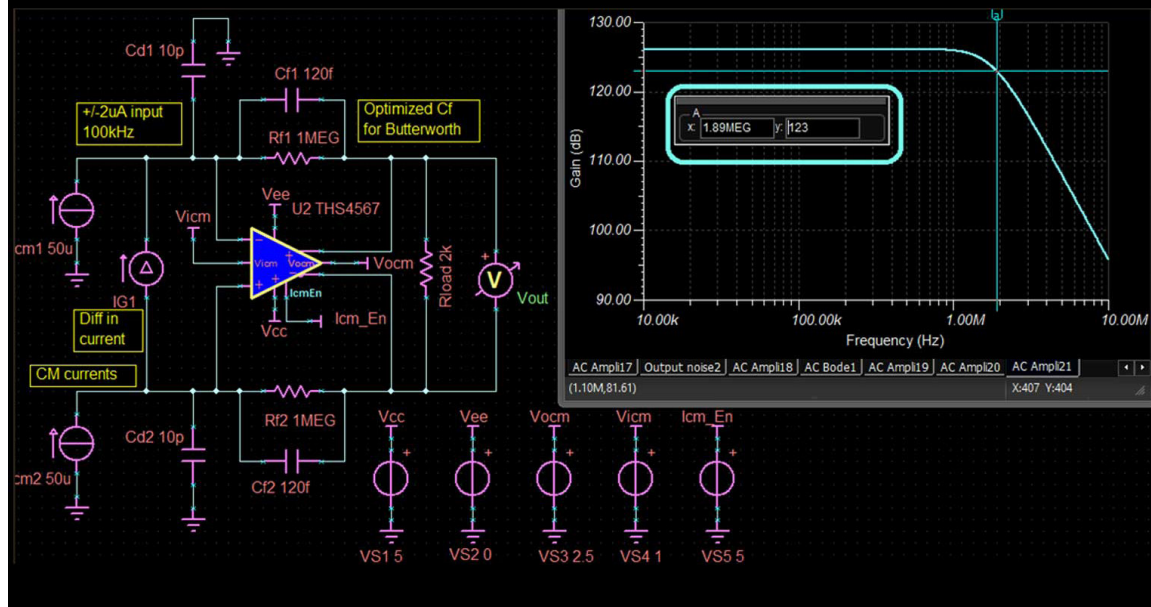 Cd1 10p
Cf1 120f
+/-2uA input
100kHz
Optimized Cf
for Butterworth
Rf1 1MEG
Vee
U2 THS4567
Vicm
cm1 50u
Vicm
Vocm
Vocm
Rload 2k
V
Vout
IG1
IcmEn
Icm_En
Vcc
Diff in
current
CM currents
Rf2 1MEG
Cd2 10p
cm2 50u
Cf2 120f
Vcc
Vee
Vocm
Vicm
Icm_En
VS1 5
VS2 0
VS3 2.5
VS4 1
VS5 5
130.00
120.00
110.00
100.00
90.00
Gain (dB)
a
A
x: 1.89MEG y: 123
10.00k
100.00k
1.00M
10.00M
Frequency (Hz)
AC Ampli17 Output noise2 AC Ampli18 AC Bode1 AC Ampli19 AC Ampli20 AC Ampli21
(1.10M,81.61)
X:407 Y:404